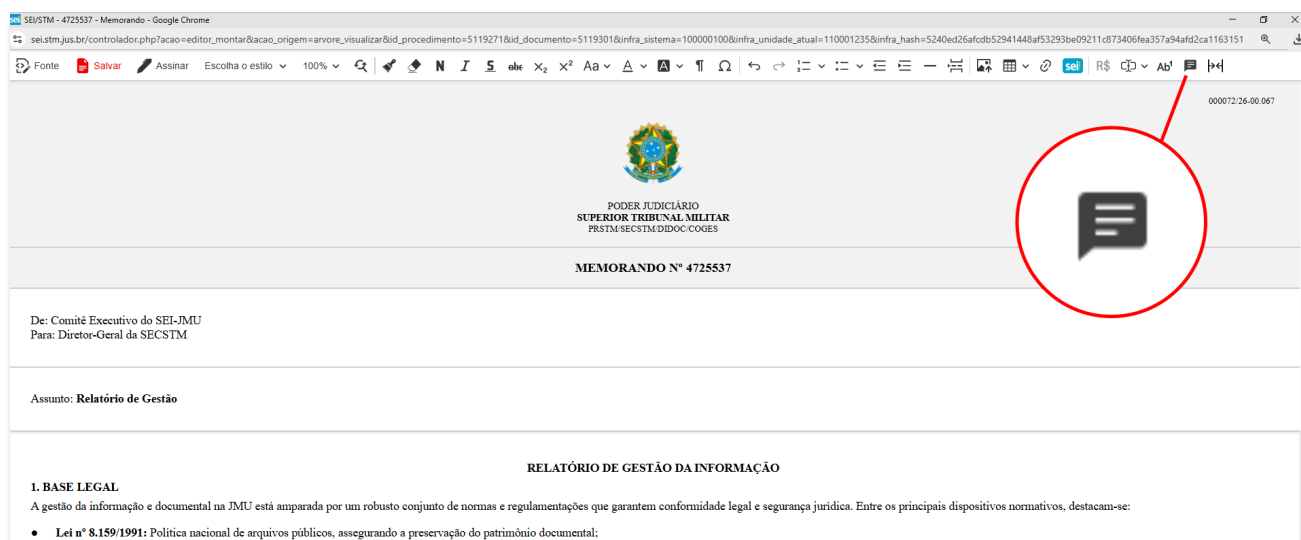 sei SEI/STM - 4725537 - Memorando - Google Chrome
sei.stm.jus.br/controlador.php?acao=editor_montar&acao_origem=arvore_visualizar&id_procedimento=5119271&id_documento=5119301&infra_sistema=100000100&infra_unidade_atual=110001235&infra_hash=5240ed26afcdb52941448af53293be09211c873406fea357a94afd2ca1163151
Fonte Salvar Assinar Escolha o estilo 100% N I S abc X₂ X² Aa A A ¶ Ω sei R$ Ab¹
000072/26-00.067
PODER JUDICIÁRIO
SUPERIOR TRIBUNAL MILITAR
PRSTM/SECSTM/DIDOC/COGES
MEMORANDO Nº 4725537
De: Comitê Executivo do SEI-JMU
Para: Diretor-Geral da SECSTM
Assunto: Relatório de Gestão
RELATÓRIO DE GESTÃO DA INFORMAÇÃO
1. BASE LEGAL
A gestão da informação e documental na JMU está amparada por um robusto conjunto de normas e regulamentações que garantem conformidade legal e segurança jurídica. Entre os principais dispositivos normativos, destacam-se:
● Lei nº 8.159/1991: Política nacional de arquivos públicos, assegurando a preservação do patrimônio documental;